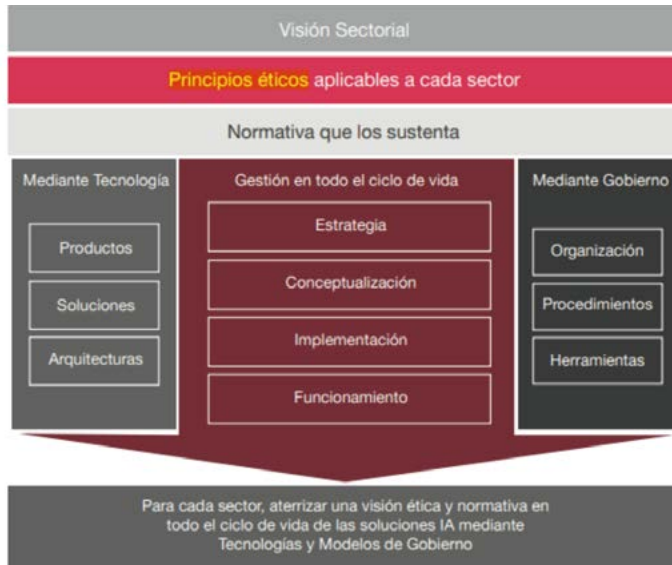 Visión Sectorial
Principios éticos aplicables a cada sector
Normativa que los sustenta
Mediante Tecnología
Productos
Soluciones
Arquitecturas
Gestión en todo el ciclo de vida
Estrategia
Conceptualización
Implementación
Funcionamiento
Mediante Gobierno
Organización
Procedimientos
Herramientas
Para cada sector, aterrizar una visión ética y normativa en
todo el ciclo de vida de las soluciones IA mediante
Tecnologías y Modelos de Gobierno